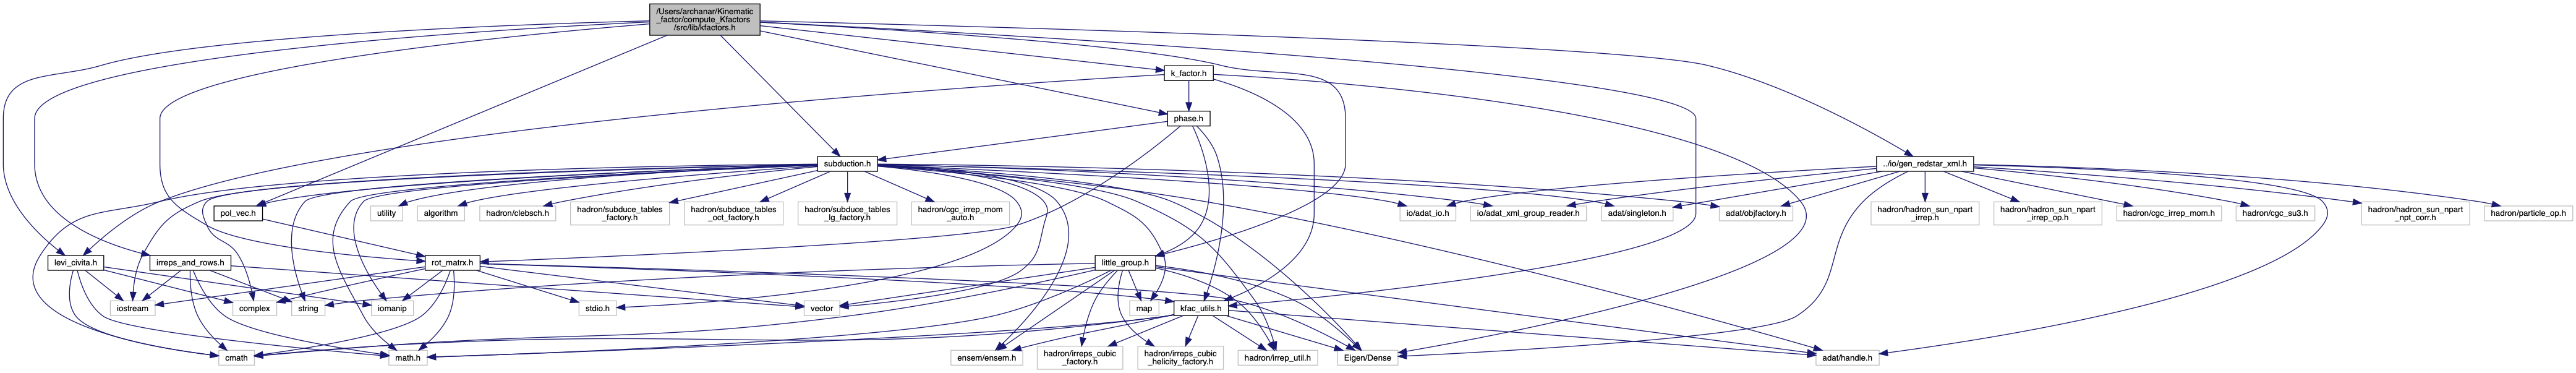 /Users/archanar/Kinematic
_factor/compute_Kfactors
/src/lib/kfactors.h
k_factor.h
phase.h
subduction.h
../io/gen_redstar_xml.h
pol_vec.h
utility
algorithm
hadron/clebsch.h
hadron/subduce_tables
_factory.h
hadron/subduce_tables
_oct_factory.h
hadron/subduce_tables
_lg_factory.h
hadron/cgc_irrep_mom
_auto.h
io/adat_io.h
io/adat_xml_group_reader.h
adat/singleton.h
adat/objfactory.h
hadron/hadron_sun_npart
_irrep.h
hadron/hadron_sun_npart
_irrep_op.h
hadron/cgc_irrep_mom.h
hadron/cgc_su3.h
hadron/hadron_sun_npart
_npt_corr.h
hadron/particle_op.h
levi_civita.h
irreps_and_rows.h
rot_matrx.h
little_group.h
iostream
complex
string
iomanip
stdio.h
vector
map
kfac_utils.h
cmath
math.h
ensem/ensem.h
hadron/irreps_cubic
_factory.h
hadron/irreps_cubic
_helicity_factory.h
hadron/irrep_util.h
Eigen/Dense
adat/handle.h